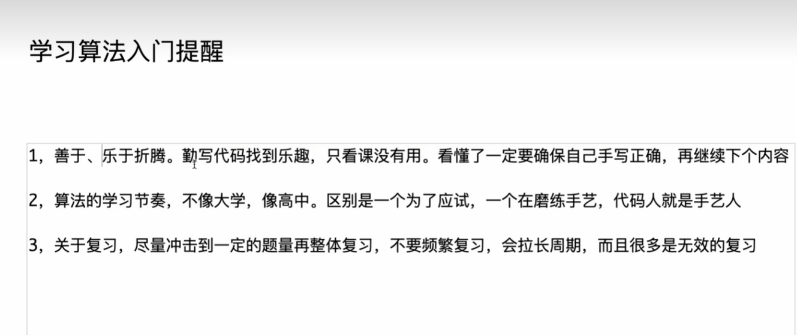 学习算法入门提醒
1，善于、乐于折腾。勤写代码找到乐趣，只看课没有用。看懂了一定要确保自己手写正确，再继续下个内容
2，算法的学习节奏，不像大学，像高中。区别是一个为了应试，一个在磨练手艺，代码人就是手艺人
3，关于复习，尽量冲击到一定的题量再整体复习，不要频繁复习，会拉长周期，而且很多是无效的复习